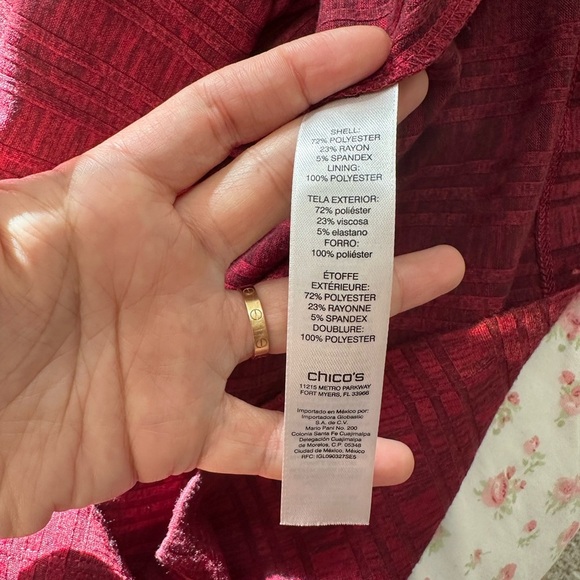 SHELL:
72% POLYESTER
23% RAYON
5% SPANDEX
LINING:
100% POLYESTER
TELA EXTERIOR:
72% poliéster
23% viscosa
5% elastano
FORRO:
100% poliéster
ÉTOFFE
EXTÉRIEURE:
72% POLYESTER
23% RAYONNE
5% SPANDEX
DOUBLURE:
100% POLYESTER
chico's
11215 METRO PARKWAY
FORT MYERS, FL 33966
Importado en México por:
Importadora Globastic
S.A. de C.V.
Mario Pani No. 200
Colonia Santa Fe Cuajimalpa
Delegación Cuajimalpa
de Morelos, C.P. 05348
Ciudad de México, México
RFC: IGL090327SE5